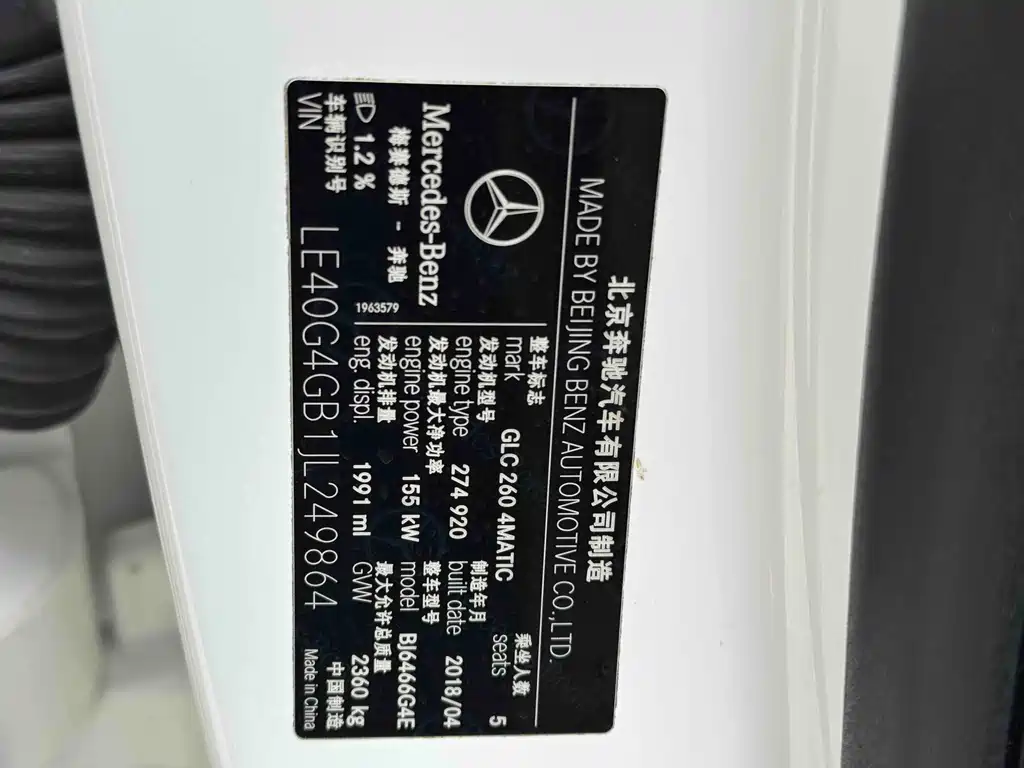 北京奔驰汽车有限公司制造
MADE BY BEIJING BENZ AUTOMOTIVE CO.,LTD.
Mercedes-Benz
梅赛德斯 - 奔驰
1.2 %
1963579
整车标志
mark GLC 260 4MATIC
乘坐人数
seats 5
发动机型号
engine type 274 920
制造年月
built date 2018/04
发动机最大净功率
engine power 155 kW
整车型号
model BJ6466G4E
发动机排量
eng. displ. 1991 ml
最大允许总质量
GVW 2360 kg
车辆识别号
VIN LE40G4GB1JL249864
中国制造
Made in China